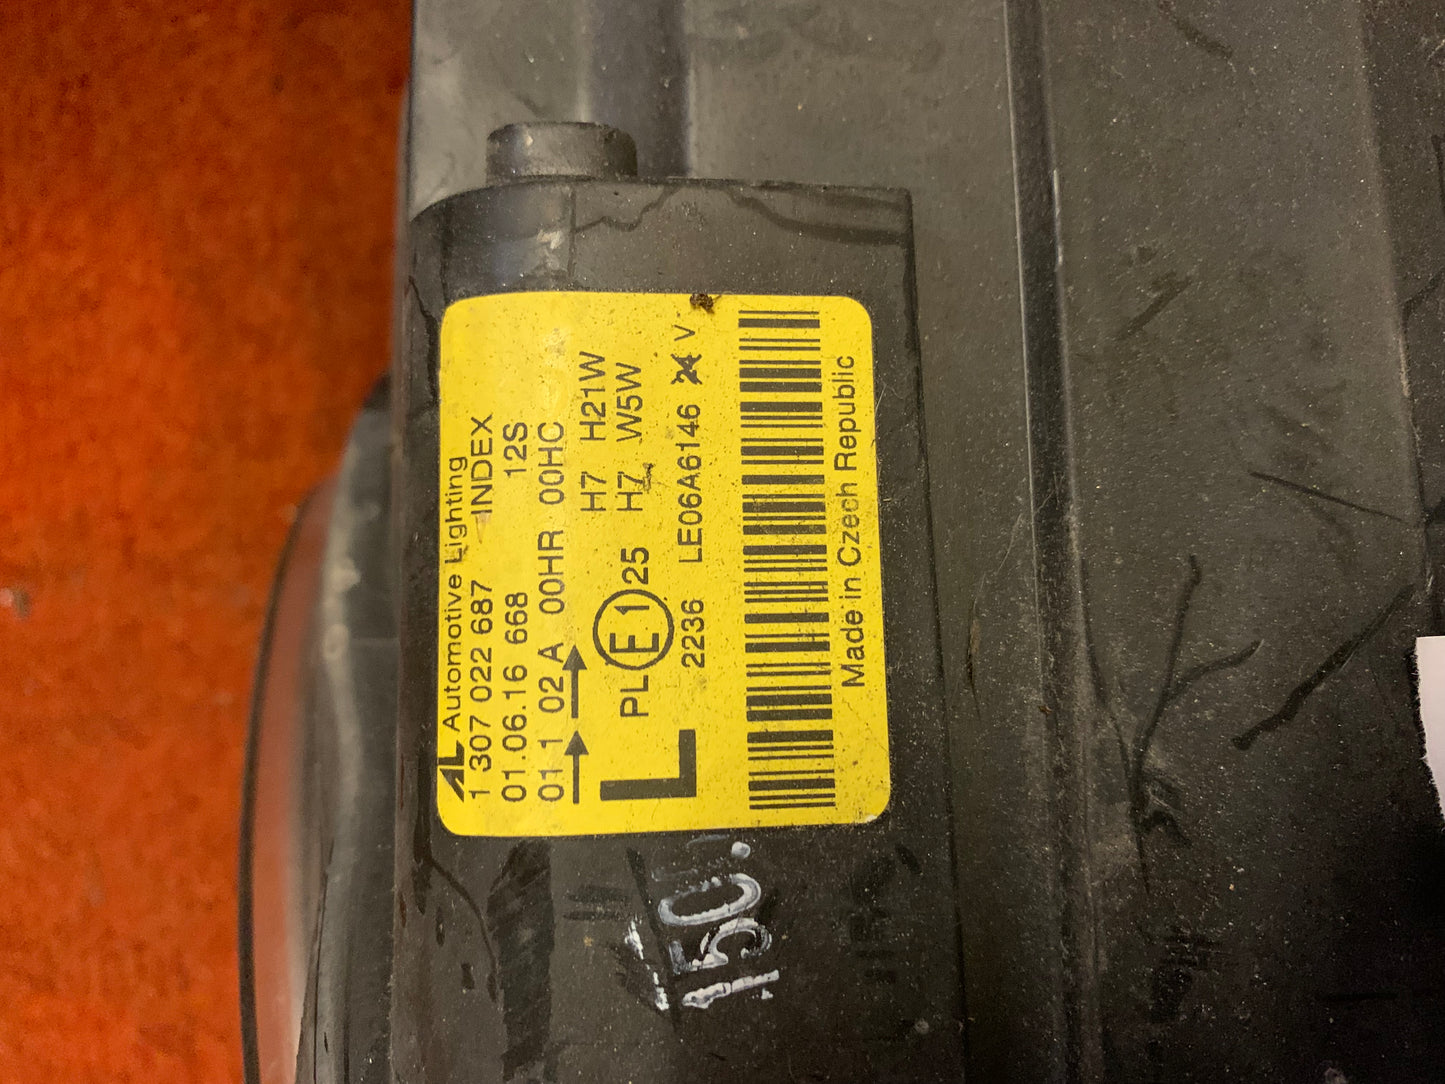 AL Automotive Lighting
1 307 022 687 INDEX
01.06.16 668 12S
01 1 02 A 00HR 00HC
H7 H21W
PL E1 25 H7 W5W
L
2236 LE06A6146 24 V
Made in Czech Republic
150.